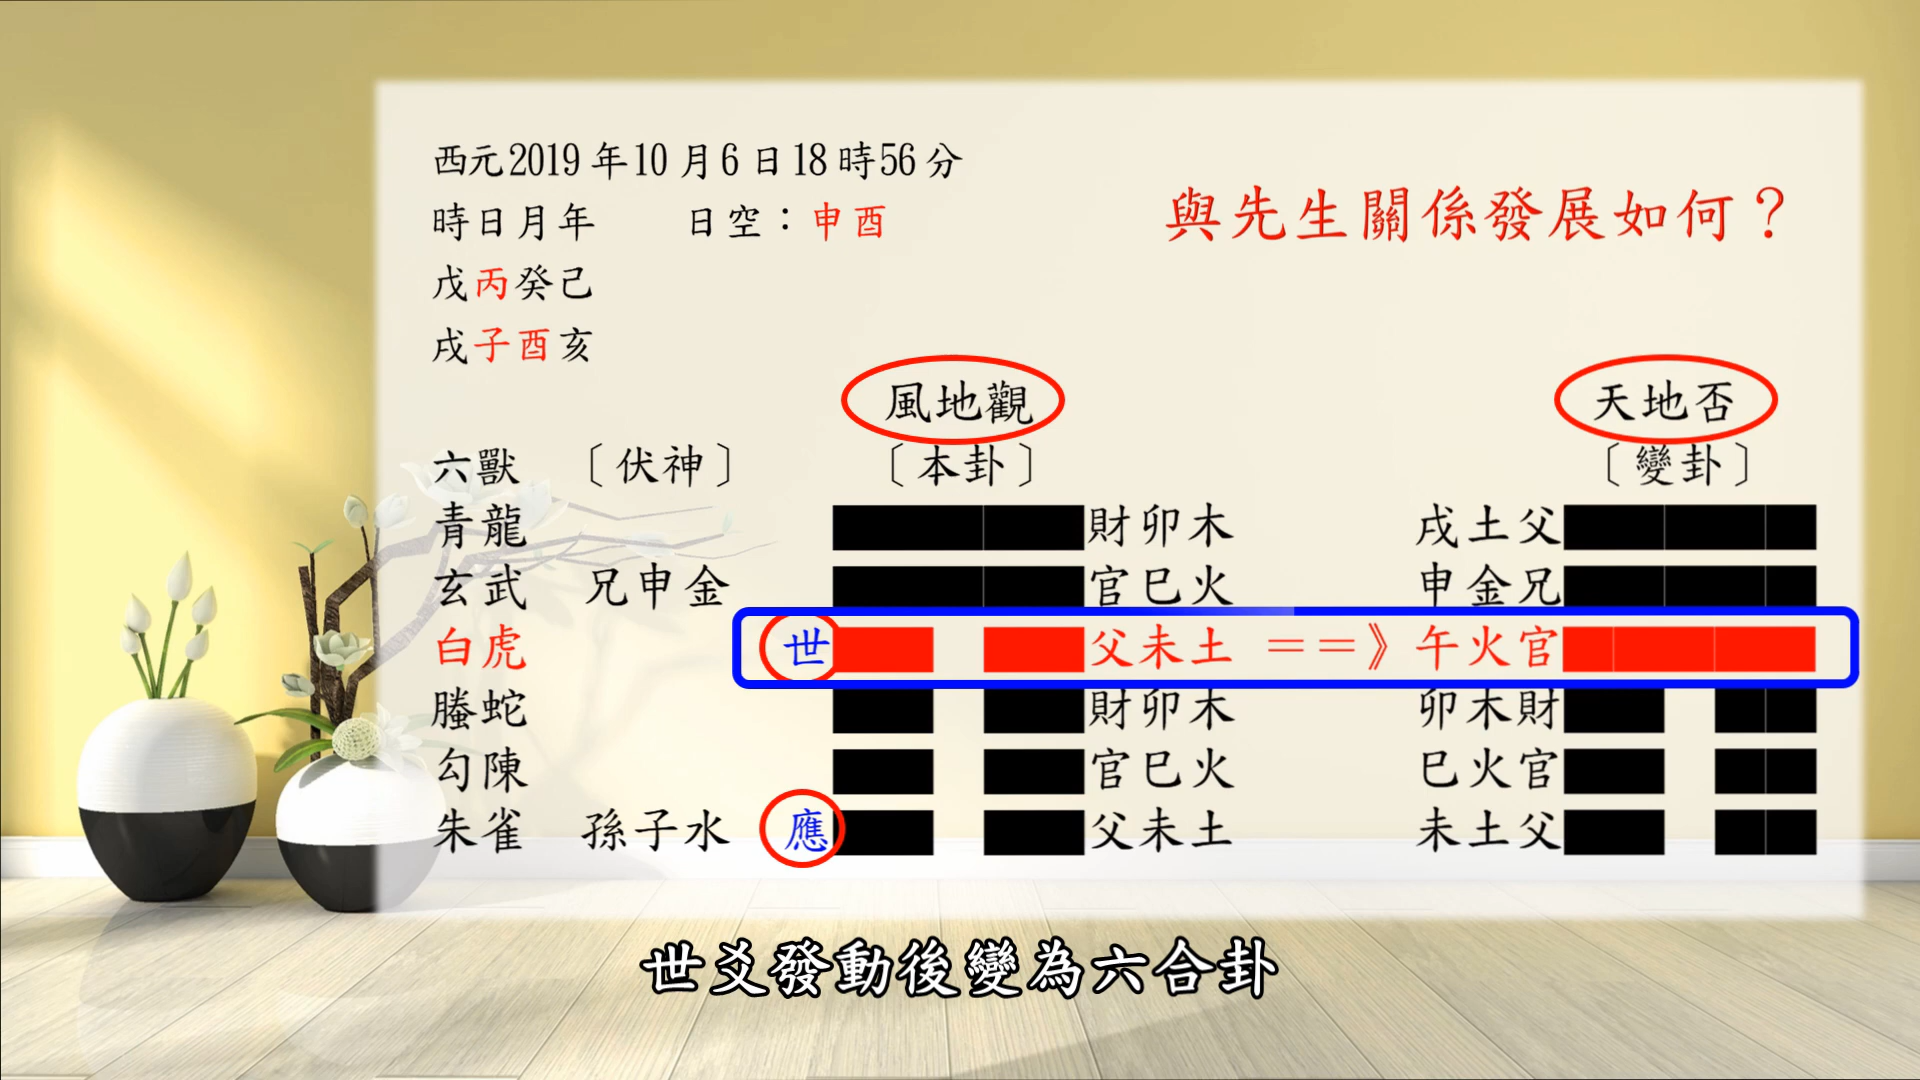 西元2019年10月6日18時56分
時日月年 日空：申酉
與先生關係發展如何？
戊丙癸己
戌子酉亥
風地觀 天地否
六獸 〔伏神〕 〔本卦〕 〔變卦〕
青龍 財卯木 戌土父
玄武 兄申金 官巳火 申金兄
白虎 世 父未土 ＝＝》 午火官
螣蛇 財卯木 卯木財
勾陳 官巳火 巳火官
朱雀 孫子水 應 父未土 未土父
世爻發動後變為六合卦